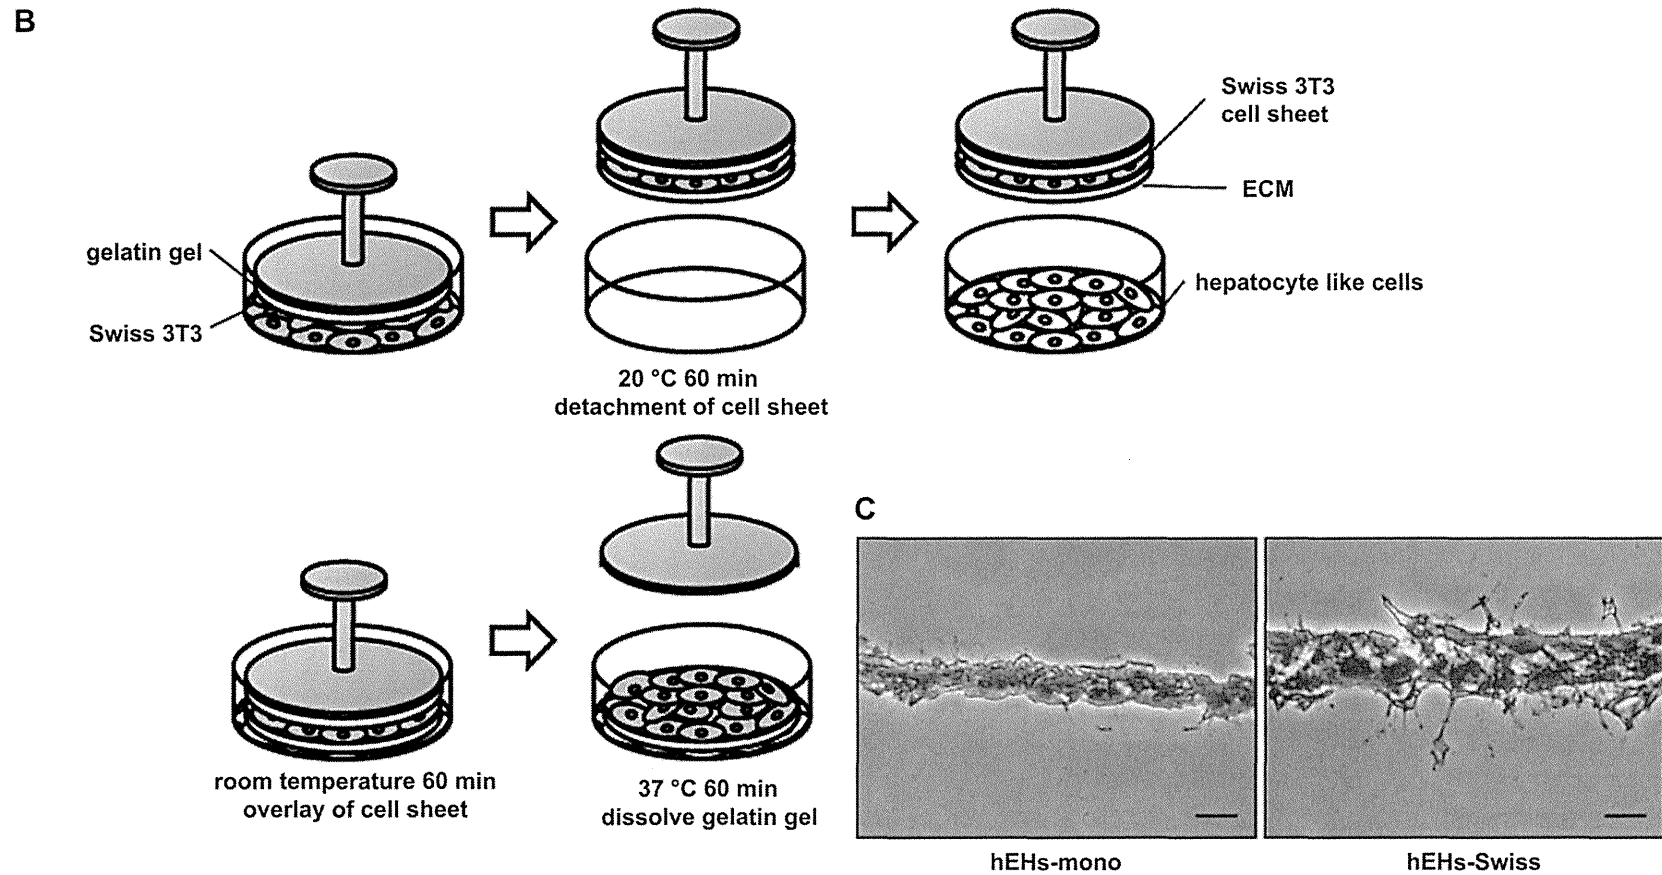 B
Swiss 3T3
cell sheet
ECM
gelatin gel
Swiss 3T3
hepatocyte like cells
20 °C 60 min
detachment of cell sheet
room temperature 60 min
overlay of cell sheet
37 °C 60 min
dissolve gelatin gel
C
hEHs-mono
hEHs-Swiss